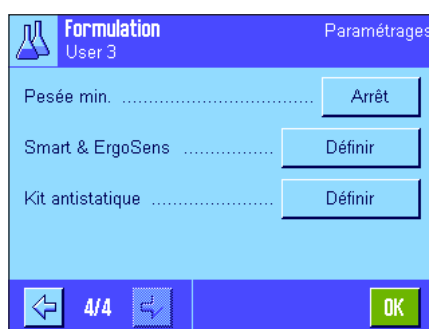 Formulation Paramétrages
User 3
Pesée min. ................................... Arrêt
Smart & ErgoSens ................ Définir
Kit antistatique ...................... Définir
4/4 OK